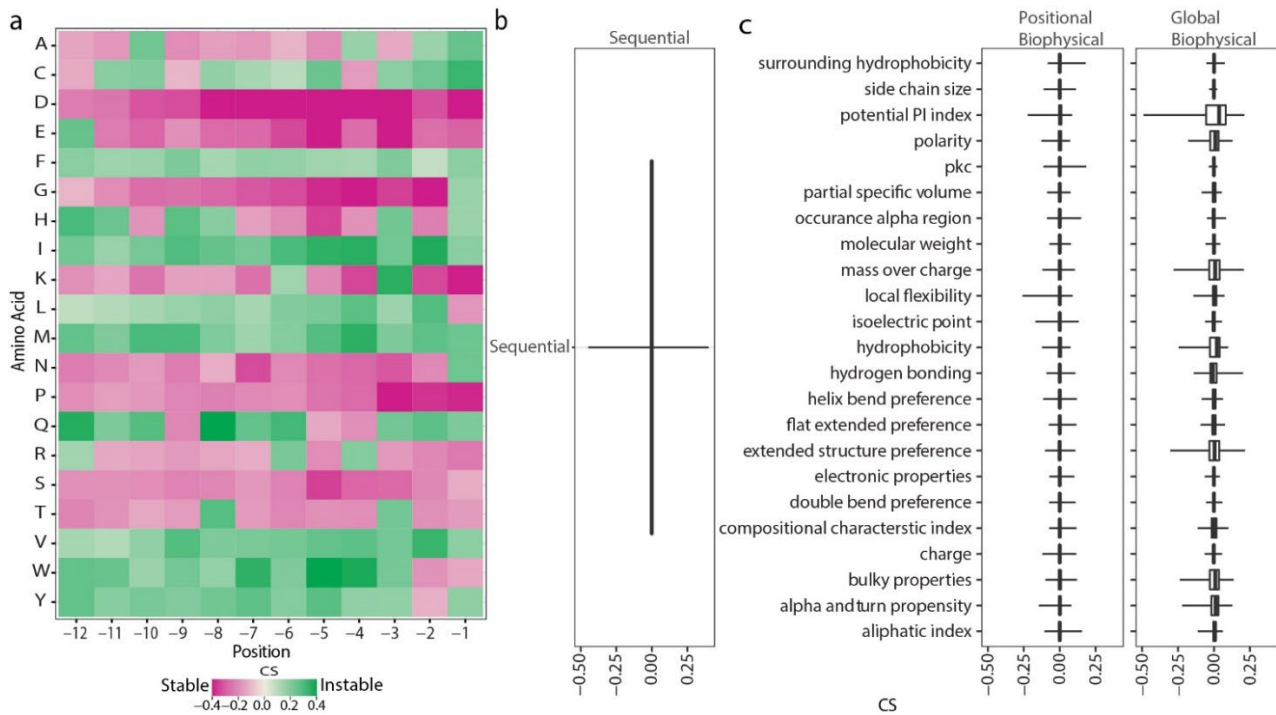 a
A
C
D
E
F
G
H
I
K
L
M
N
P
Q
R
S
T
V
W
Y
Amino Acid
−12 −11 −10 −9 −8 −7 −6 −5 −4 −3 −2 −1
Position
CS
Stable Instable
−0.4 −0.2 0.0 0.2 0.4
b
Sequential
Sequential
−0.50 −0.25 0.00 0.25
c
Positional
Biophysical
Global
Biophysical
surrounding hydrophobicity
side chain size
potential PI index
polarity
pkc
partial specific volume
occurance alpha region
molecular weight
mass over charge
local flexibility
isoelectric point
hydrophobicity
hydrogen bonding
helix bend preference
flat extended preference
extended structure preference
electronic properties
double bend preference
compositional characterstic index
charge
bulky properties
alpha and turn propensity
aliphatic index
−0.50 −0.25 0.00 0.25
−0.50 −0.25 0.00 0.25
CS